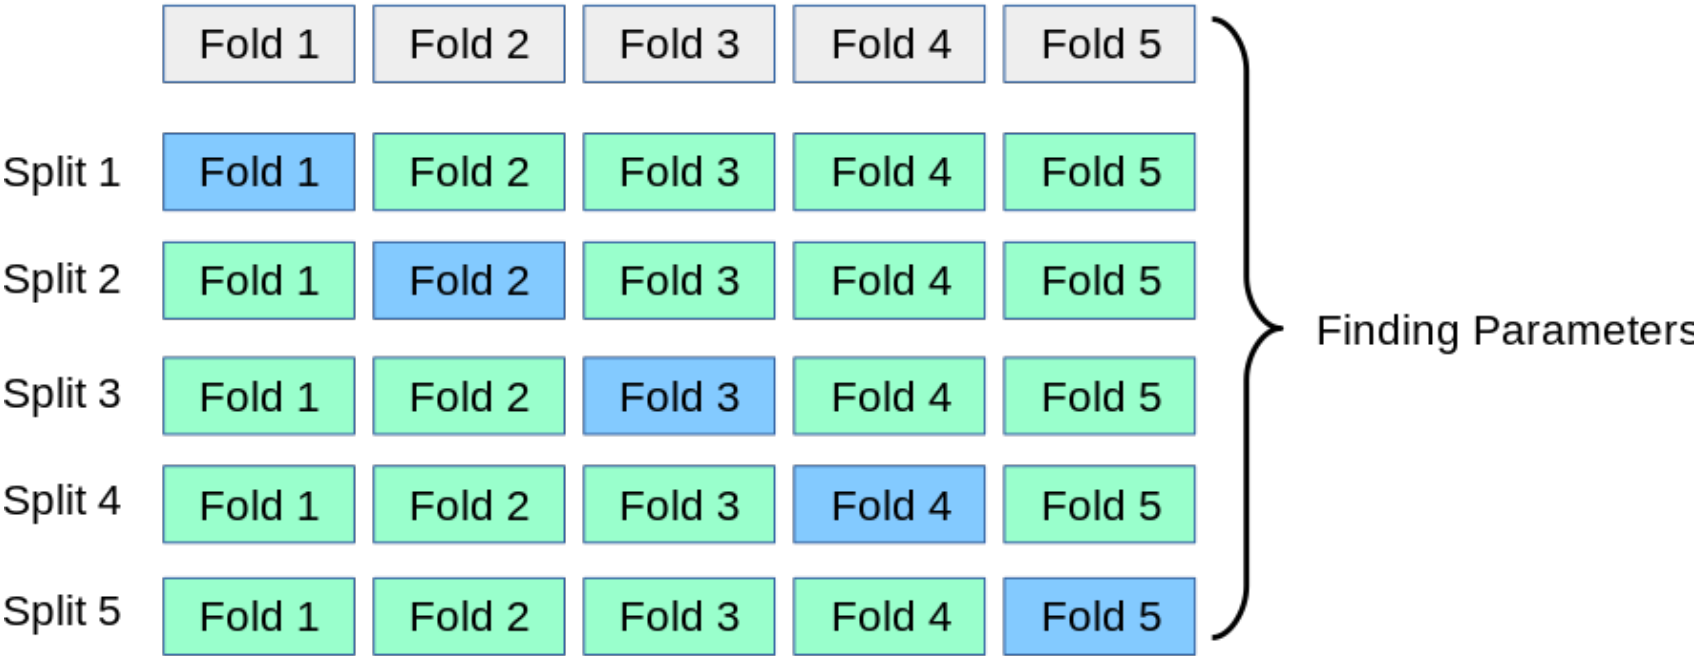 Fold 1 Fold 2 Fold 3 Fold 4 Fold 5
Split 1 Fold 1 Fold 2 Fold 3 Fold 4 Fold 5
Split 2 Fold 1 Fold 2 Fold 3 Fold 4 Fold 5
Finding Parameters
Split 3 Fold 1 Fold 2 Fold 3 Fold 4 Fold 5
Split 4 Fold 1 Fold 2 Fold 3 Fold 4 Fold 5
Split 5 Fold 1 Fold 2 Fold 3 Fold 4 Fold 5